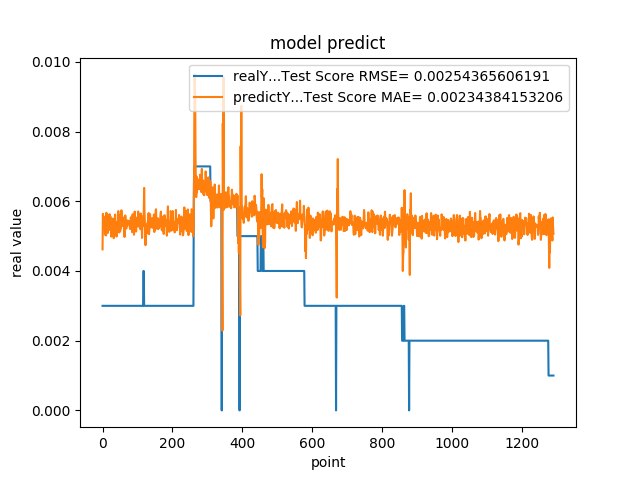 model predict
realY...Test Score RMSE= 0.00254365606191
predictY...Test Score MAE= 0.00234384153206
real value
0.010
0.008
0.006
0.004
0.002
0.000
0 200 400 600 800 1000 1200
point